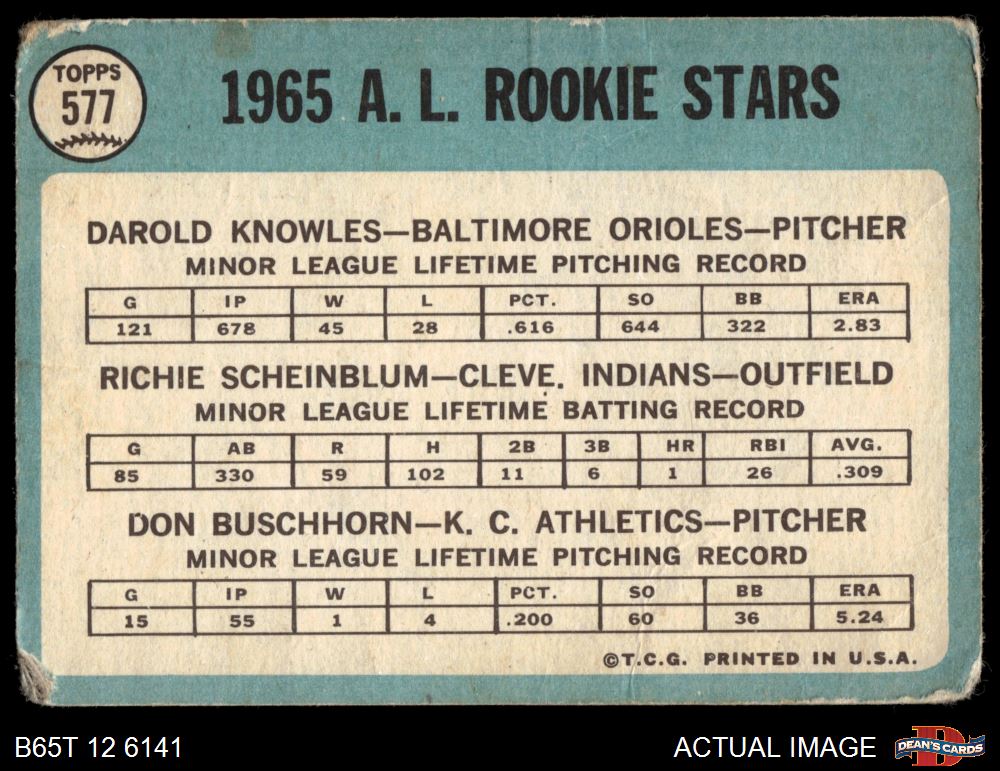 TOPPS
577
1965 A. L. ROOKIE STARS
DAROLD KNOWLES—BALTIMORE ORIOLES—PITCHER
MINOR LEAGUE LIFETIME PITCHING RECORD
G IP W L PCT. SO BB ERA
121 678 45 28 .616 644 322 2.83
RICHIE SCHEINBLUM—CLEVE. INDIANS—OUTFIELD
MINOR LEAGUE LIFETIME BATTING RECORD
G AB R H 2B 3B HR RBI AVG.
85 330 59 102 11 6 1 26 .309
DON BUSCHHORN—K. C. ATHLETICS—PITCHER
MINOR LEAGUE LIFETIME PITCHING RECORD
G IP W L PCT. SO BB ERA
15 55 1 4 .200 60 36 5.24
©T.C.G. PRINTED IN U.S.A.
B65T 12 6141
ACTUAL IMAGE
D
DEAN'S CARDS